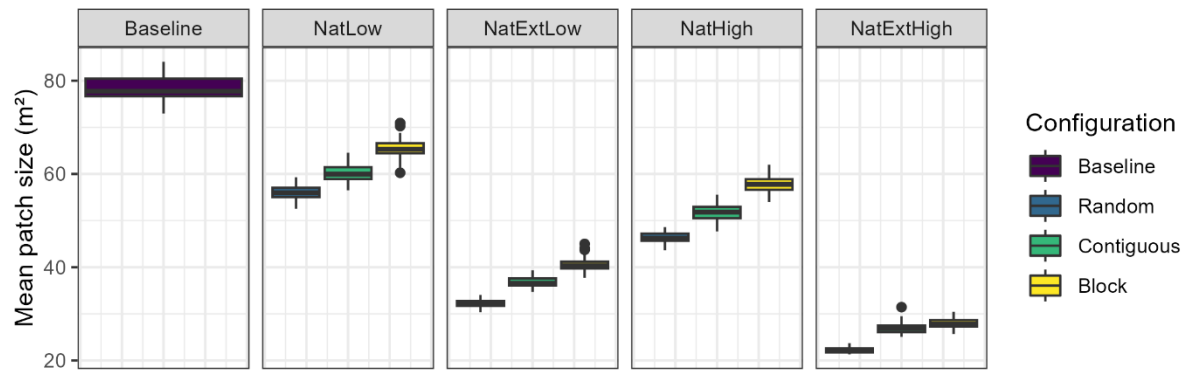 Baseline
NatLow
NatExtLow
NatHigh
NatExtHigh
Mean patch size (m²)
80
60
40
20
Configuration
Baseline
Random
Contiguous
Block